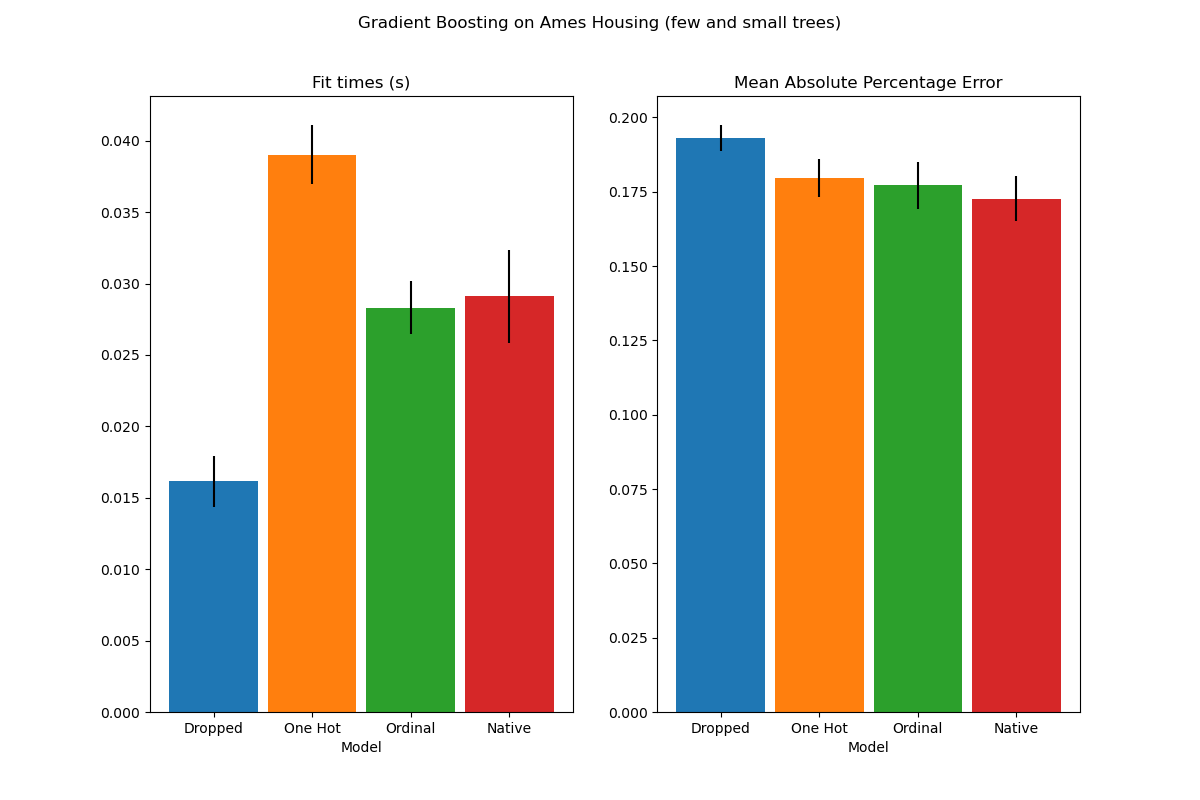 Gradient Boosting on Ames Housing (few and small trees)
Fit times (s)
0.040
0.035
0.030
0.025
0.020
0.015
0.010
0.005
0.000
Dropped One Hot Ordinal Native
Model
Mean Absolute Percentage Error
0.200
0.175
0.150
0.125
0.100
0.075
0.050
0.025
0.000
Dropped One Hot Ordinal Native
Model